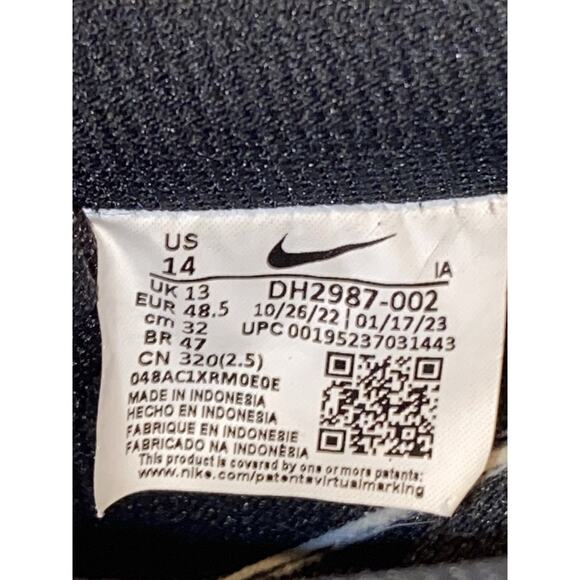 US
14
IA
UK 13
DH2987-002
EUR 48.5
10/26/22 | 01/17/23
cm 32
UPC 00195237031443
BR 47
CN 320(2.5)
048AC1XRM0E0E
MADE IN INDONESIA
HECHO EN INDONESIA
FABRIQUE EN INDONESIE
FABRICADO NA INDONÈSIA
This product is covered by one or more patents:
www.nike.com/patentsvirtualmarking